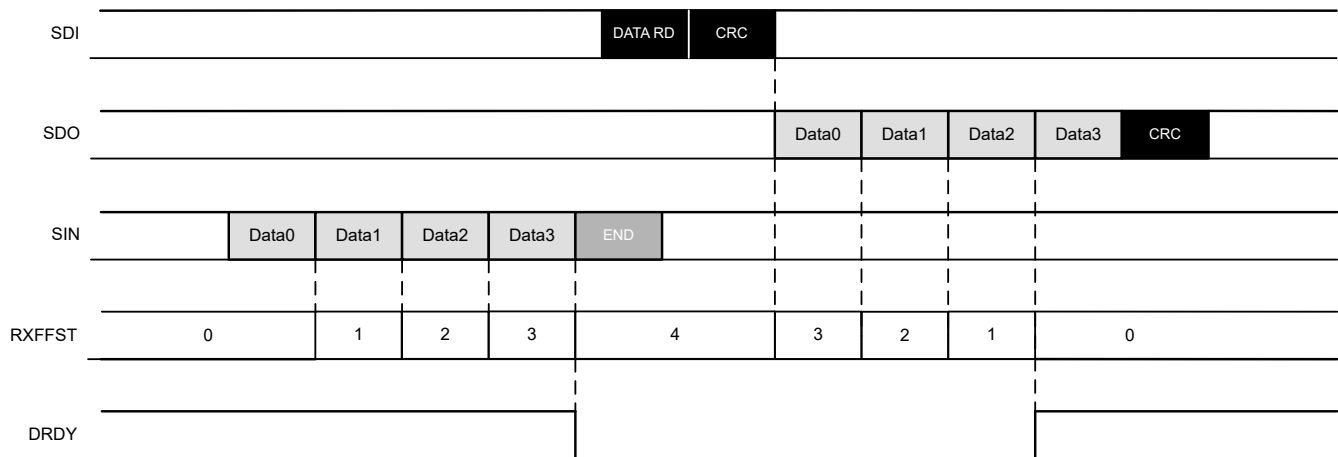 SDI DATA RD CRC
SDO Data0 Data1 Data2 Data3 CRC
SIN Data0 Data1 Data2 Data3 END
RXFFST 0 1 2 3 4 3 2 1 0
DRDY